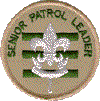 SENIOR PATROL LEADER